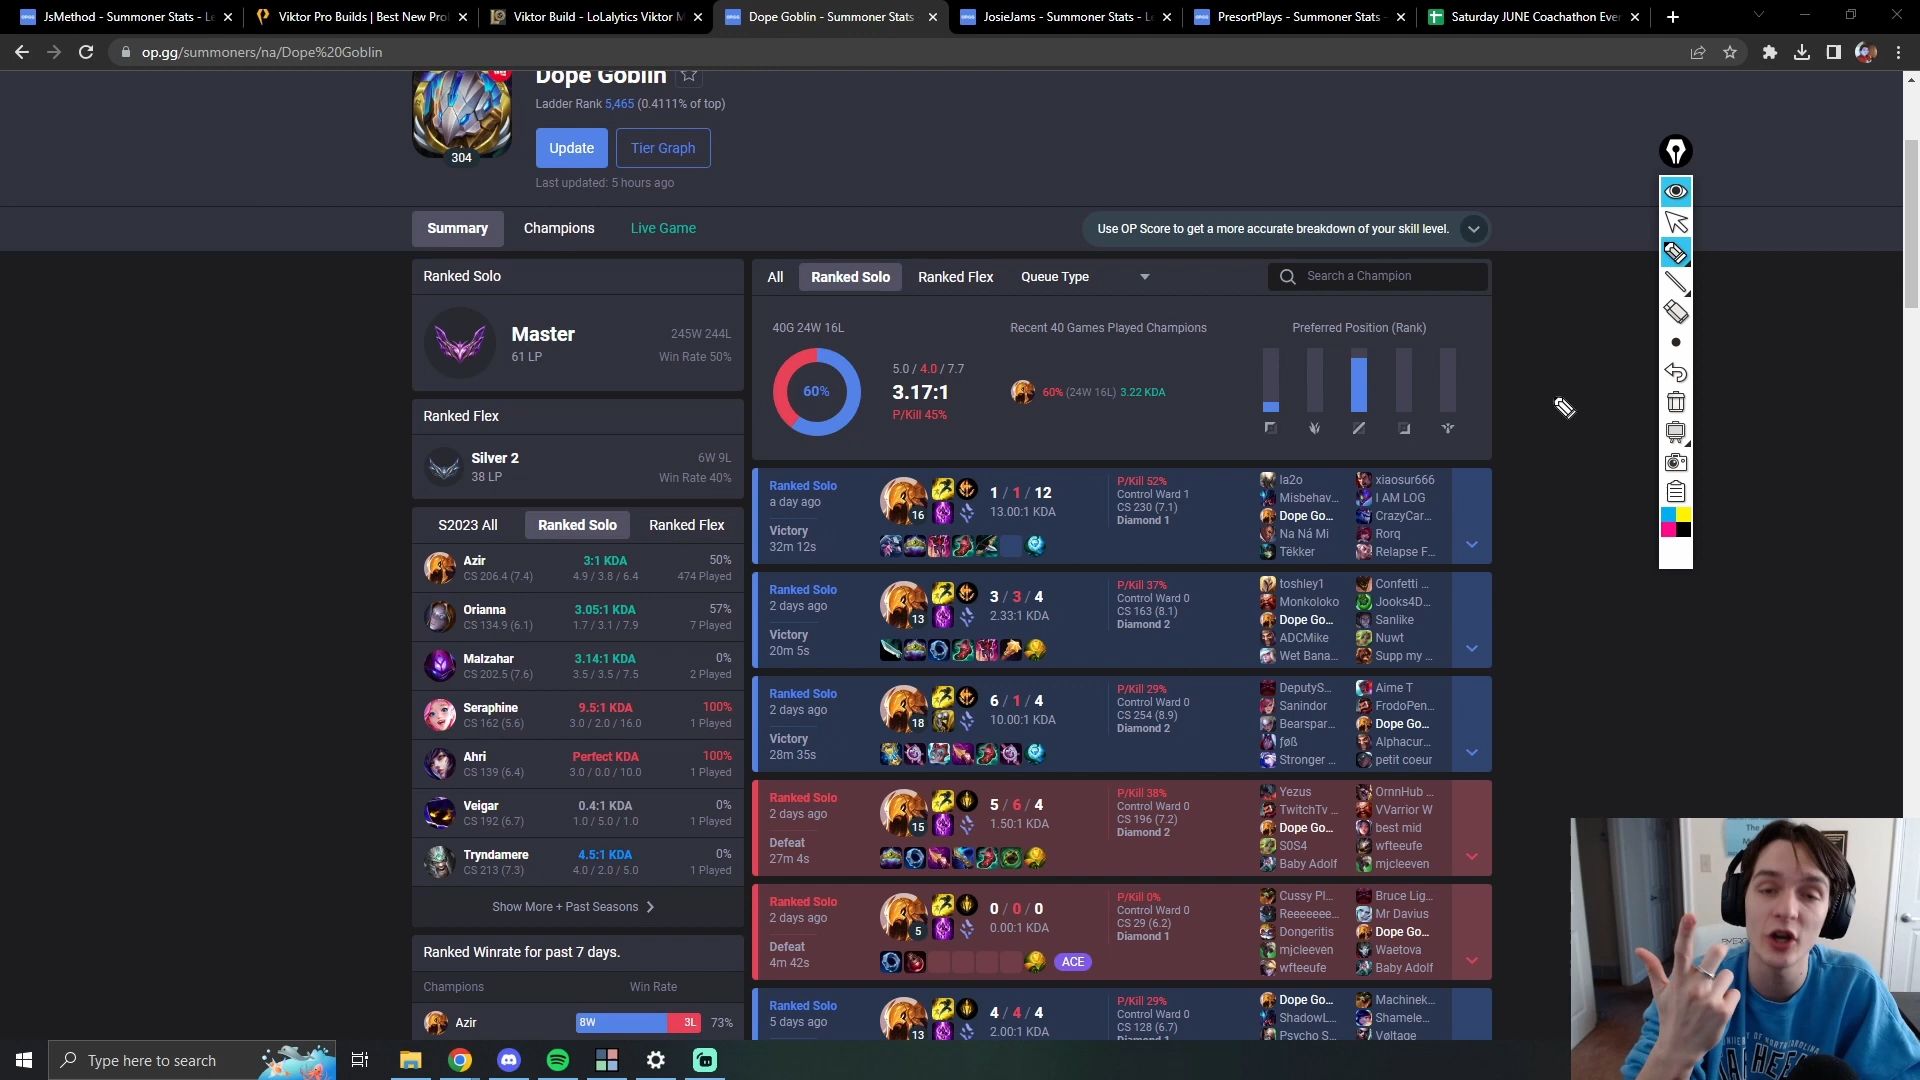 JsMethod - Summoner Stats - Le
Viktor Pro Builds | Best New Pro
Viktor Build - LoLalytics Viktor M
Dope Goblin - Summoner Stats
JosieJams - Summoner Stats - Le
PresortPlays - Summoner Stats -
Saturday JUNE Coachathon Even
op.gg/summoners/na/Dope%20Goblin
304
Dope Goblin
Ladder Rank 5,465 (0.4111% of top)
Update
Tier Graph
Last updated: 5 hours ago
Summary
Champions
Live Game
Use OP Score to get a more accurate breakdown of your skill level.
Ranked Solo
Master
61 LP
245W 244L
Win Rate 50%
Ranked Flex
Silver 2
38 LP
6W 9L
Win Rate 40%
S2023 All
Ranked Solo
Ranked Flex
Azir
CS 206.4 (7.4)
3:1 KDA
4.9 / 3.8 / 6.4
50%
474 Played
Orianna
CS 134.9 (6.1)
3.05:1 KDA
1.7 / 3.1 / 7.9
57%
7 Played
Malzahar
CS 202.5 (7.6)
3.14:1 KDA
3.5 / 3.5 / 7.5
0%
2 Played
Seraphine
CS 162 (5.6)
9.5:1 KDA
3.0 / 2.0 / 16.0
100%
1 Played
Ahri
CS 139 (6.4)
Perfect KDA
3.0 / 0.0 / 10.0
100%
1 Played
Veigar
CS 192 (6.7)
0.4:1 KDA
1.0 / 5.0 / 1.0
0%
1 Played
Tryndamere
CS 213 (7.3)
4.5:1 KDA
4.0 / 2.0 / 5.0
0%
1 Played
Show More + Past Seasons
Ranked Winrate for past 7 days.
Champions
Win Rate
Azir
8W
3L
73%
All
Ranked Solo
Ranked Flex
Queue Type
Search a Champion
40G 24W 16L
60%
5.0 / 4.0 / 7.7
3.17:1
P/Kill 45%
Recent 40 Games Played Champions
60% (24W 16L) 3.22 KDA
Preferred Position (Rank)
Ranked Solo
a day ago
Victory
32m 12s
16
1 / 1 / 12
13.00:1 KDA
P/Kill 52%
Control Ward 1
CS 230 (7.1)
Diamond 1
la2o
Misbehav...
Dope Go...
Na Ná Mi
Tëkker
xiaosur666
I AM LOG
CrazyCar...
Rorq
Relapse F...
Ranked Solo
2 days ago
Victory
20m 5s
13
3 / 3 / 4
2.33:1 KDA
P/Kill 37%
Control Ward 0
CS 163 (8.1)
Diamond 2
toshley1
Monkoloko
Dope Go...
ADCMike
Wet Bana...
Confetti ...
Jooks4D...
Sanlike
Nuwt
Supp my ...
Ranked Solo
2 days ago
Victory
28m 35s
18
6 / 1 / 4
10.00:1 KDA
P/Kill 29%
Control Ward 0
CS 254 (8.9)
Diamond 2
DeputyS...
Sanindor
Bearspar...
ƒøß
Stronger ...
Aime T
FrodoPen...
Dope Go...
Alphacur...
petit coeur
Ranked Solo
2 days ago
Defeat
27m 4s
15
5 / 6 / 4
1.50:1 KDA
P/Kill 38%
Control Ward 0
CS 196 (7.2)
Diamond 2
Yezus
TwitchTv ...
Dope Go...
S0S4
Baby Adolf
OrnnHub ...
VVarrior W
best mid
wfteeufe
mjcleeven
Ranked Solo
2 days ago
Defeat
4m 42s
5
0 / 0 / 0
0.00:1 KDA
ACE
P/Kill 0%
Control Ward 0
CS 29 (6.2)
Diamond 1
Cussy Pl...
Reeeeeee...
Dongeritis
mjcleeven
wfteeufe
Bruce Lig...
Mr Davius
Dope Go...
Waetova
Baby Adolf
Ranked Solo
5 days ago
13
4 / 4 / 4
2.00:1 KDA
P/Kill 29%
Control Ward 0
CS 128 (6.7)
Dope Go...
ShadowL...
Psycho S...
Machinek...
Shamele...
Vøltage
Type here to search